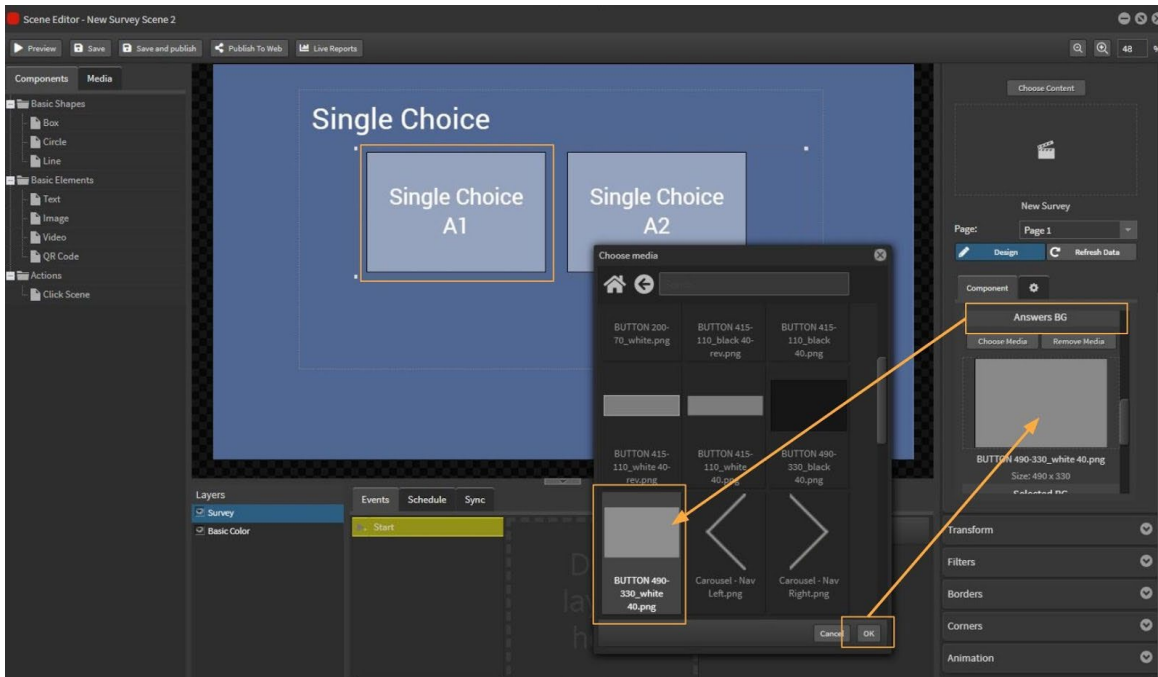 Scene Editor - New Survey Scene 2
Preview Save Save and publish Publish To Web Live Reports
48 %
Components Media
Basic Shapes
Box
Circle
Line
Basic Elements
Text
Image
Video
QR Code
Actions
Click Scene
Single Choice
Single Choice
A1
Single Choice
A2
Choose media
BUTTON 200-
70_white.png
BUTTON 415-
110_black 40-
rev.png
BUTTON 415-
110_black
40.png
BUTTON 415-
110_white 40-
rev.png
BUTTON 415-
110_white
40.png
BUTTON 490-
330_black
40.png
BUTTON 490-
330_white
40.png
Carousel - Nav
Left.png
Carousel - Nav
Right.png
Cancel OK
Layers
Survey
Basic Color
Events Schedule Sync
Start
Choose Content
New Survey
Page: Page 1
Design Refresh Data
Component
Answers BG
Choose Media Remove Media
BUTTON 490-330_white 40.png
Size: 490 x 330
Selected BG
Transform
Filters
Borders
Corners
Animation